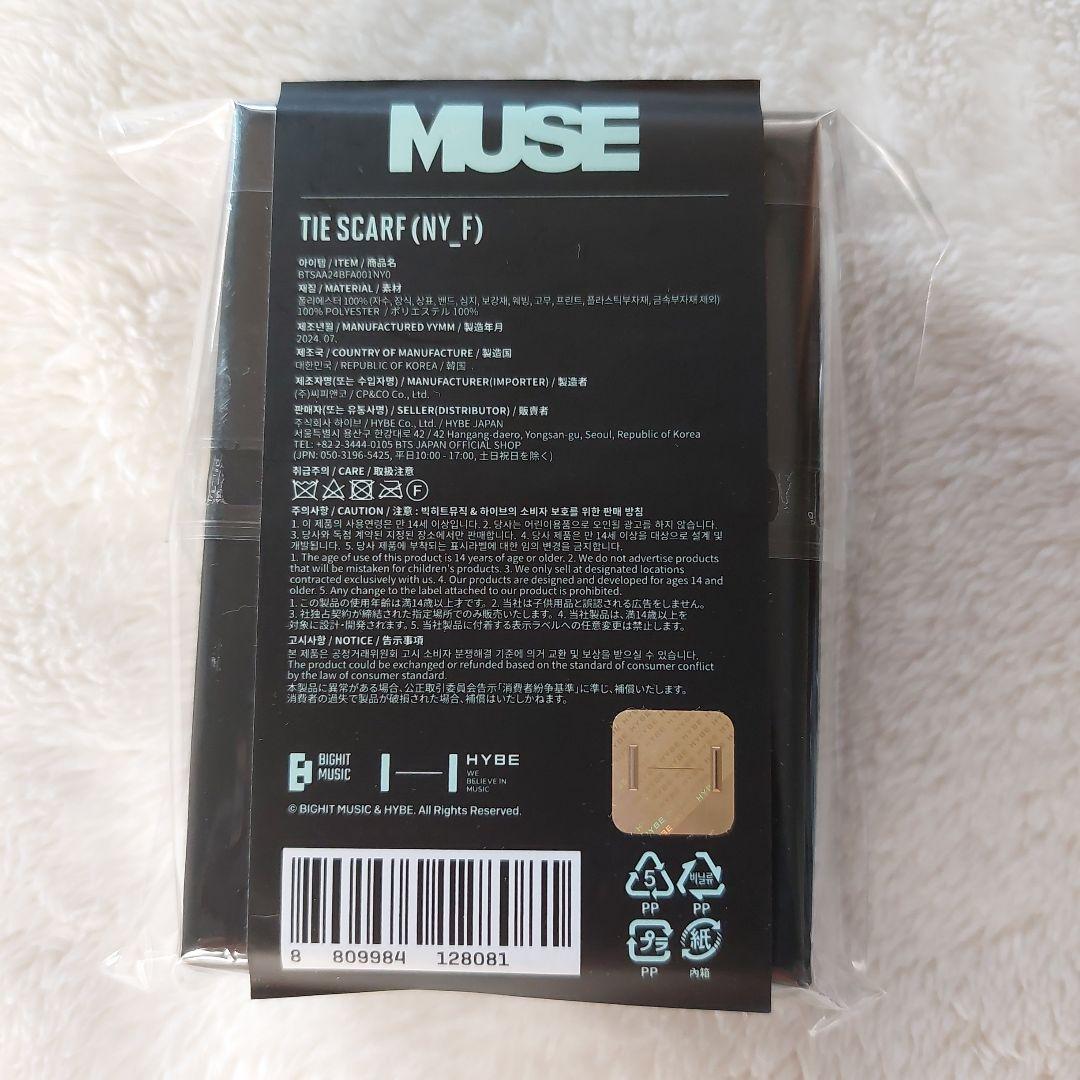 MUSE
TIE SCARF (NY_F)
아이템 / ITEM / 商品名
BTSAA24BFA001NY0
재질 / MATERIAL / 素材
폴리에스터 100% (자수, 장식, 상표, 밴드, 심지, 보강재, 웨빙, 고무, 프린트, 플라스틱부자재, 금속부자재 제외)
100% POLYESTER / ポリエステル 100%
제조년월 / MANUFACTURED YYMM / 製造年月
2024. 07.
제조국 / COUNTRY OF MANUFACTURE / 製造国
대한민국 / REPUBLIC OF KOREA / 韓国
제조자명(또는 수입자명) / MANUFACTURER(IMPORTER) / 製造者
(주)씨피앤코 / CP&CO Co., Ltd.
판매자(또는 유통사명) / SELLER(DISTRIBUTOR) / 販売者
주식회사 하이브 / HYBE Co., Ltd. / HYBE JAPAN
서울특별시 용산구 한강대로 42 / 42 Hangang-daero, Yongsan-gu, Seoul, Republic of Korea
TEL: +82 2-3444-0105 BTS JAPAN OFFICIAL SHOP
(JPN: 050-3196-5425, 平日10:00 - 17:00, 土日祝日を除く)
취급주의 / CARE / 取扱注意
F
주의사항 / CAUTION / 注意 : 빅히트뮤직 & 하이브의 소비자 보호를 위한 판매 방침
1. 이 제품의 사용연령은 만 14세 이상입니다. 2. 당사는 어린이용품으로 오인될 광고를 하지 않습니다.
3. 당사와 독점 계약된 지정된 장소에서만 판매합니다. 4. 당사 제품은 만 14세 이상을 대상으로 설계 및
개발됩니다. 5. 당사 제품에 부착되는 표시라벨에 대한 임의 변경을 금지합니다.
1. The age of use of this product is 14 years of age or older. 2. We do not advertise products
that will be mistaken for children's products. 3. We only sell at designated locations
contracted exclusively with us. 4. Our products are designed and developed for ages 14 and
older. 5. Any change to the label attached to our product is prohibited.
1. この製品の使用年齢は満14歳以上才です。2. 当社は子供用品と誤認される広告をしません。
3. 社独占契約が締結された指定場所でのみ販売いたします。4. 当社製品は、満14歳以上を
対象に設計・開発されます。5. 当社製品に付着する表示ラベルへの任意変更は禁止します。
고시사항 / NOTICE / 告示事項
본 제품은 공정거래위원회 고시 소비자 분쟁해결 기준에 의거 교환 및 보상을 받으실 수 있습니다.
The product could be exchanged or refunded based on the standard of consumer conflict
by the law of consumer standard.
本製品に異常がある場合、公正取引委員会告示「消費者紛争基準」に準じ、補償いたします。
消費者の過失で製品が破損された場合、補償はいたしかねます。
BIGHIT
MUSIC
HYBE
WE
BELIEVE IN
MUSIC
© BIGHIT MUSIC & HYBE. All Rights Reserved.
HYBE
8 809984 128081
5
PP
비닐류
PP
プラ
PP
紙
内箱